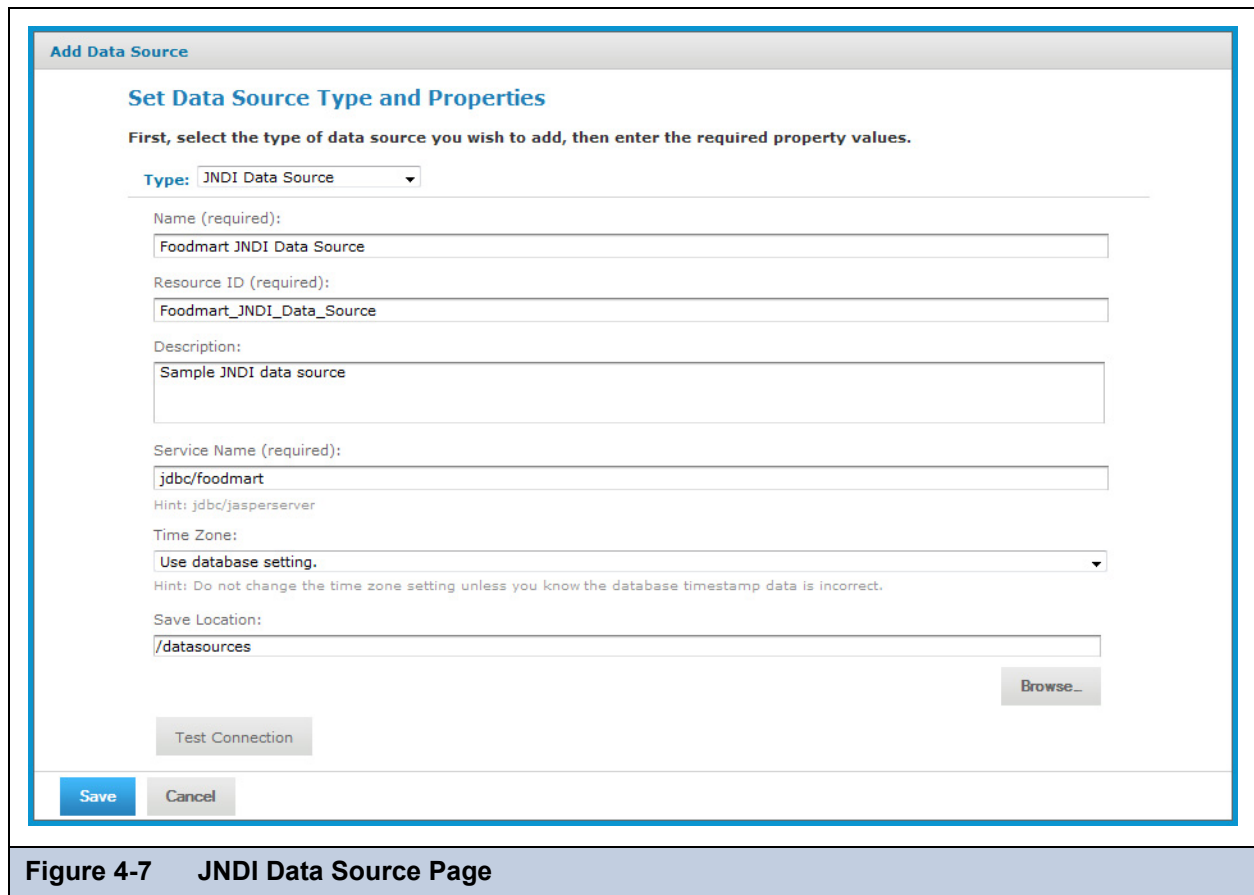 Add Data Source
Set Data Source Type and Properties
First, select the type of data source you wish to add, then enter the required property values.
Type: JNDI Data Source
Name (required):
Foodmart JNDI Data Source
Resource ID (required):
Foodmart_JNDI_Data_Source
Description:
Sample JNDI data source
Service Name (required):
jdbc/foodmart
Hint: jdbc/jasperserver
Time Zone:
Use database setting.
Hint: Do not change the time zone setting unless you know the database timestamp data is incorrect.
Save Location:
/datasources
Browse...
Test Connection
Save Cancel
Figure 4-7 JNDI Data Source Page